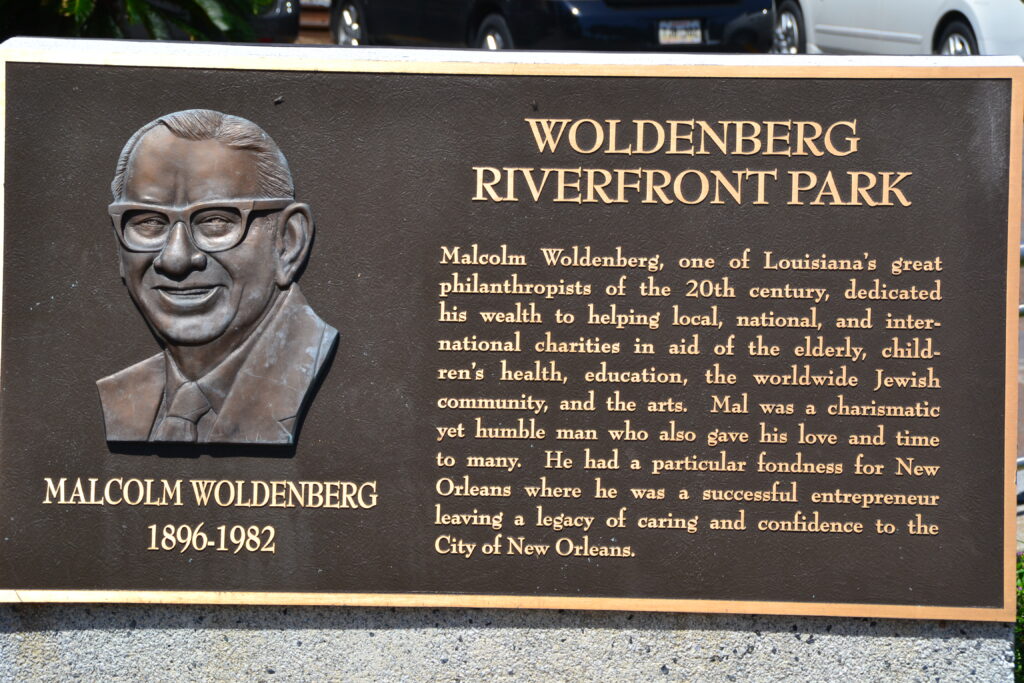 WOLDENBERG
RIVERFRONT PARK
Malcolm Woldenberg, one of Louisiana's great
philanthropists of the 20th century, dedicated
his wealth to helping local, national, and inter-
national charities in aid of the elderly, child-
ren's health, education, the worldwide Jewish
community, and the arts. Mal was a charismatic
yet humble man who also gave his love and time
to many. He had a particular fondness for New
Orleans where he was a successful entrepreneur
leaving a legacy of caring and confidence to the
City of New Orleans.
MALCOLM WOLDENBERG
1896-1982